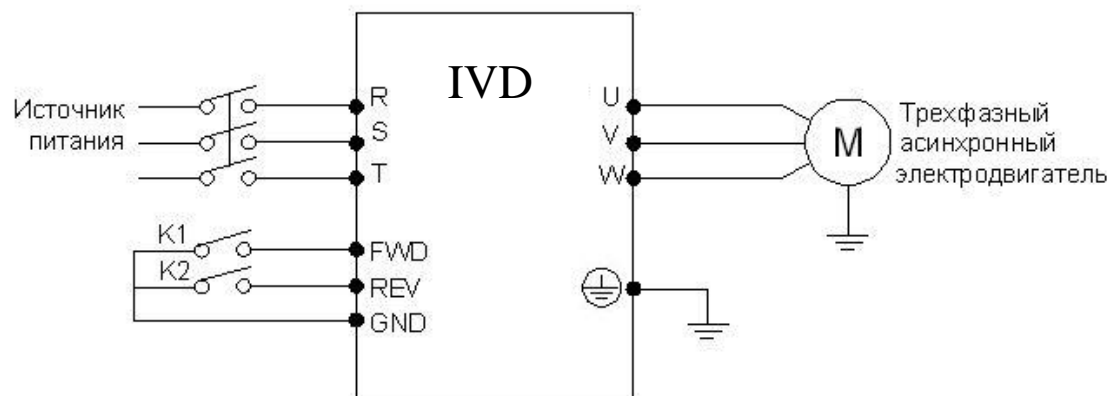 IVD
Источник
питания
R
S
T
K1
K2
FWD
REV
GND
U
V
W
M
Трехфазный
асинхронный
электродвигатель